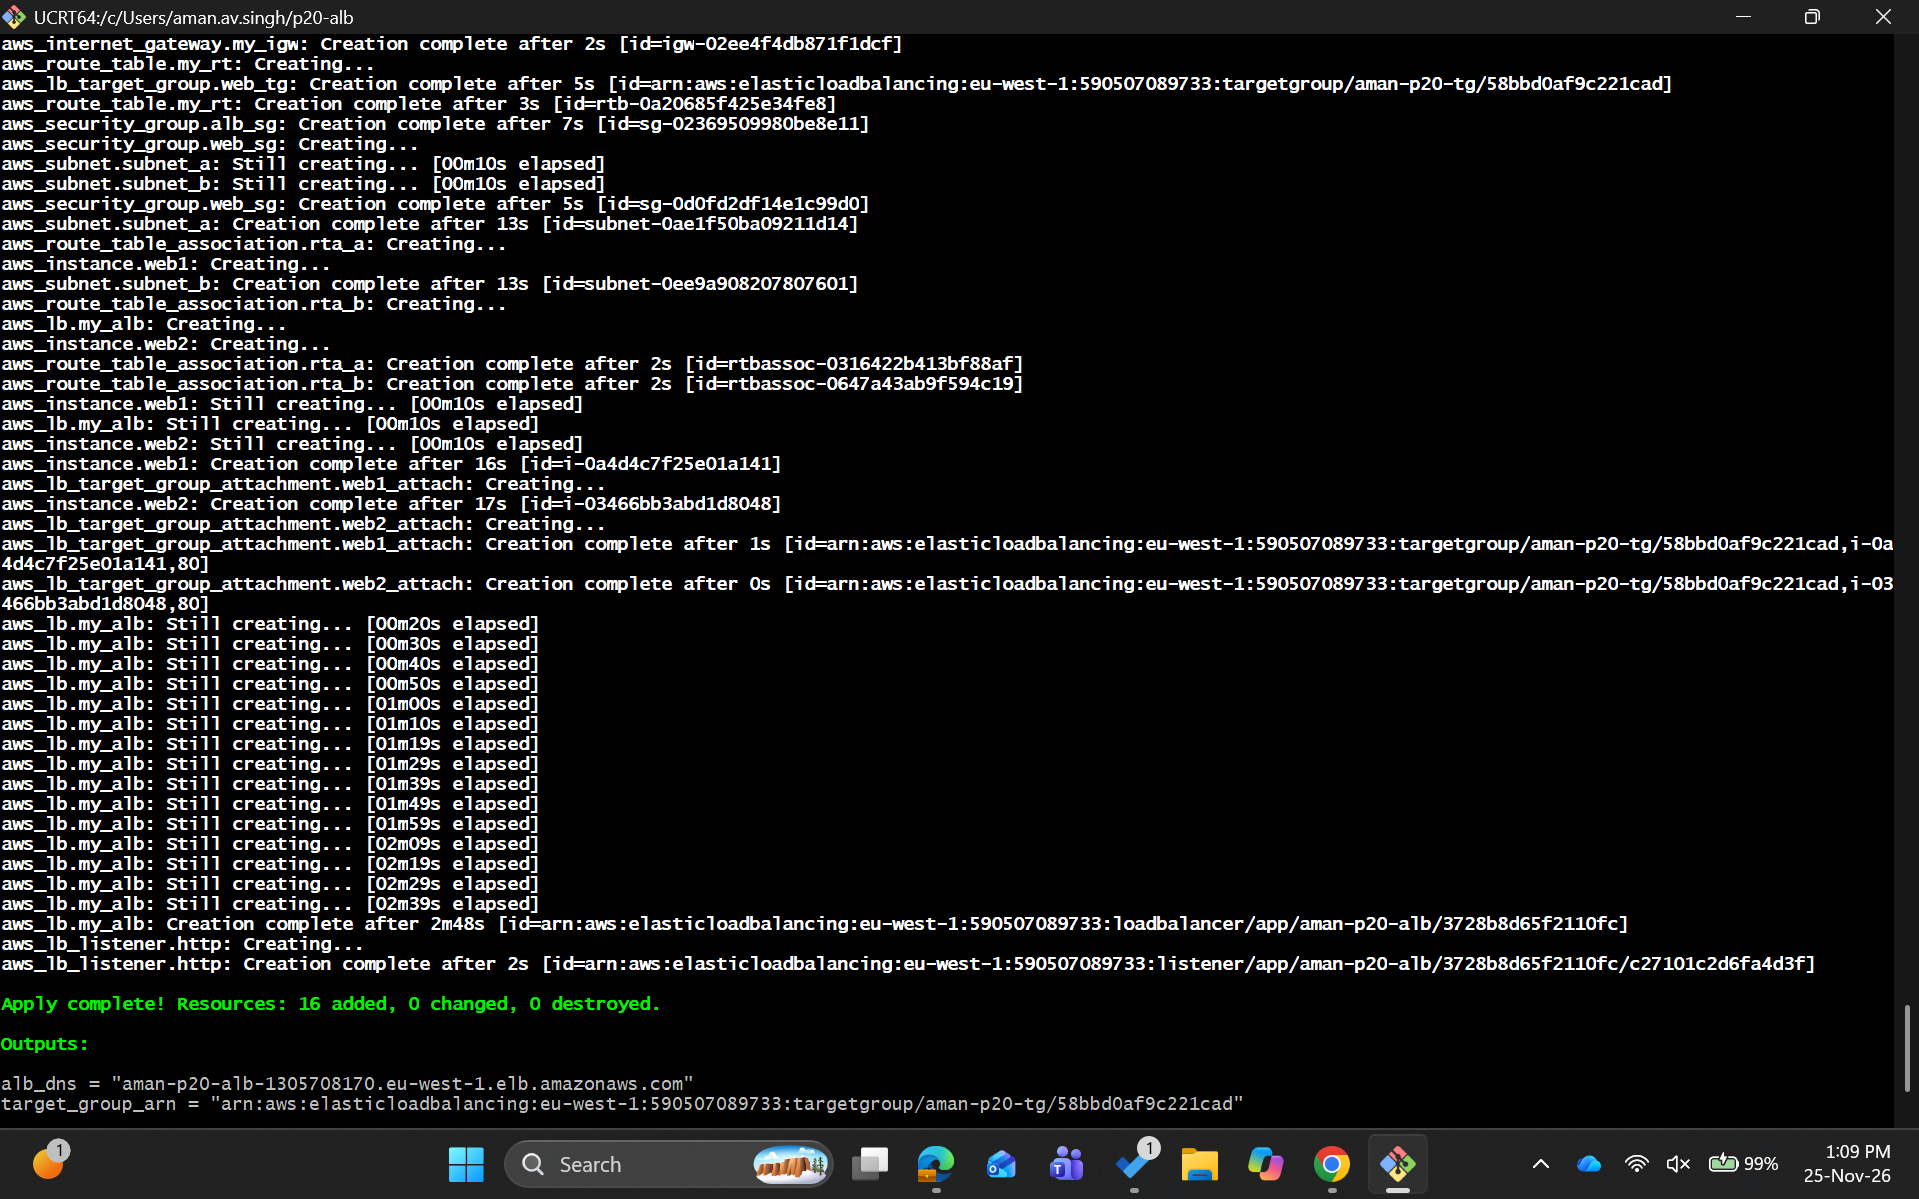 UCRT64:/c/Users/aman.av.singh/p20-alb
aws_internet_gateway.my_igw: Creation complete after 2s [id=igw-02ee4f4db871f1dcf]
aws_route_table.my_rt: Creating...
aws_lb_target_group.web_tg: Creation complete after 5s [id=arn:aws:elasticloadbalancing:eu-west-1:590507089733:targetgroup/aman-p20-tg/58bbd0af9c221cad]
aws_route_table.my_rt: Creation complete after 3s [id=rtb-0a20685f425e34fe8]
aws_security_group.alb_sg: Creation complete after 7s [id=sg-02369509980be8e11]
aws_security_group.web_sg: Creating...
aws_subnet.subnet_a: Still creating... [00m10s elapsed]
aws_subnet.subnet_b: Still creating... [00m10s elapsed]
aws_security_group.web_sg: Creation complete after 5s [id=sg-0d0fd2df14e1c99d0]
aws_subnet.subnet_a: Creation complete after 13s [id=subnet-0ae1f50ba09211d14]
aws_route_table_association.rta_a: Creating...
aws_instance.web1: Creating...
aws_subnet.subnet_b: Creation complete after 13s [id=subnet-0ee9a908207807601]
aws_route_table_association.rta_b: Creating...
aws_lb.my_alb: Creating...
aws_instance.web2: Creating...
aws_route_table_association.rta_a: Creation complete after 2s [id=rtbassoc-0316422b413bf88af]
aws_route_table_association.rta_b: Creation complete after 2s [id=rtbassoc-0647a43ab9f594c19]
aws_instance.web1: Still creating... [00m10s elapsed]
aws_lb.my_alb: Still creating... [00m10s elapsed]
aws_instance.web2: Still creating... [00m10s elapsed]
aws_instance.web1: Creation complete after 16s [id=i-0a4d4c7f25e01a141]
aws_lb_target_group_attachment.web1_attach: Creating...
aws_instance.web2: Creation complete after 17s [id=i-03466bb3abd1d8048]
aws_lb_target_group_attachment.web2_attach: Creating...
aws_lb_target_group_attachment.web1_attach: Creation complete after 1s [id=arn:aws:elasticloadbalancing:eu-west-1:590507089733:targetgroup/aman-p20-tg/58bbd0af9c221cad,i-0a
4d4c7f25e01a141,80]
aws_lb_target_group_attachment.web2_attach: Creation complete after 0s [id=arn:aws:elasticloadbalancing:eu-west-1:590507089733:targetgroup/aman-p20-tg/58bbd0af9c221cad,i-03
466bb3abd1d8048,80]
aws_lb.my_alb: Still creating... [00m20s elapsed]
aws_lb.my_alb: Still creating... [00m30s elapsed]
aws_lb.my_alb: Still creating... [00m40s elapsed]
aws_lb.my_alb: Still creating... [00m50s elapsed]
aws_lb.my_alb: Still creating... [01m00s elapsed]
aws_lb.my_alb: Still creating... [01m10s elapsed]
aws_lb.my_alb: Still creating... [01m19s elapsed]
aws_lb.my_alb: Still creating... [01m29s elapsed]
aws_lb.my_alb: Still creating... [01m39s elapsed]
aws_lb.my_alb: Still creating... [01m49s elapsed]
aws_lb.my_alb: Still creating... [01m59s elapsed]
aws_lb.my_alb: Still creating... [02m09s elapsed]
aws_lb.my_alb: Still creating... [02m19s elapsed]
aws_lb.my_alb: Still creating... [02m29s elapsed]
aws_lb.my_alb: Still creating... [02m39s elapsed]
aws_lb.my_alb: Creation complete after 2m48s [id=arn:aws:elasticloadbalancing:eu-west-1:590507089733:loadbalancer/app/aman-p20-alb/3728b8d65f2110fc]
aws_lb_listener.http: Creating...
aws_lb_listener.http: Creation complete after 2s [id=arn:aws:elasticloadbalancing:eu-west-1:590507089733:listener/app/aman-p20-alb/3728b8d65f2110fc/c27101c2d6fa4d3f]
Apply complete! Resources: 16 added, 0 changed, 0 destroyed.
Outputs:
alb_dns = "aman-p20-alb-1305708170.eu-west-1.elb.amazonaws.com"
target_group_arn = "arn:aws:elasticloadbalancing:eu-west-1:590507089733:targetgroup/aman-p20-tg/58bbd0af9c221cad"
1
Search
1
99%
1:09 PM
25-Nov-26